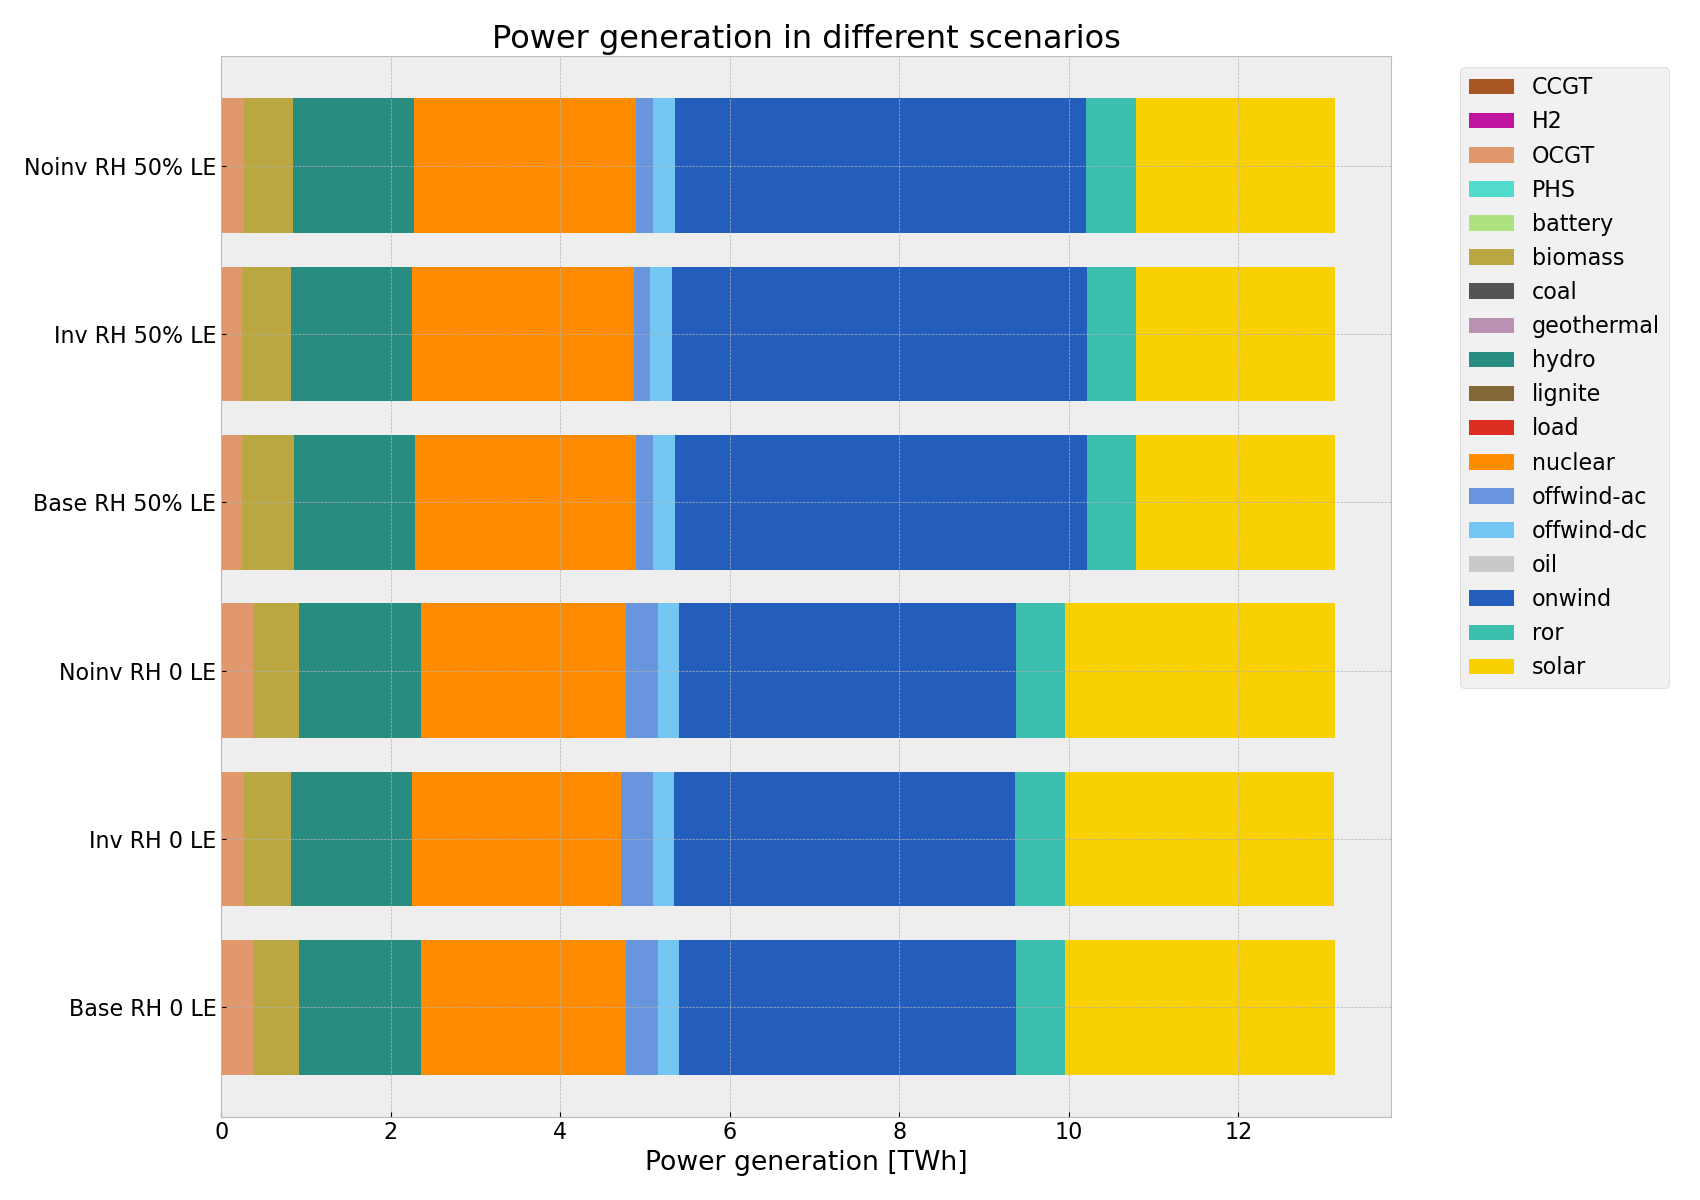 Power generation in different scenarios
Noinv RH 50% LE
Inv RH 50% LE
Base RH 50% LE
Noinv RH 0 LE
Inv RH 0 LE
Base RH 0 LE
0 2 4 6 8 10 12
Power generation [TWh]
CCGT
H2
OCGT
PHS
battery
biomass
coal
geothermal
hydro
lignite
load
nuclear
offwind-ac
offwind-dc
oil
onwind
ror
solar